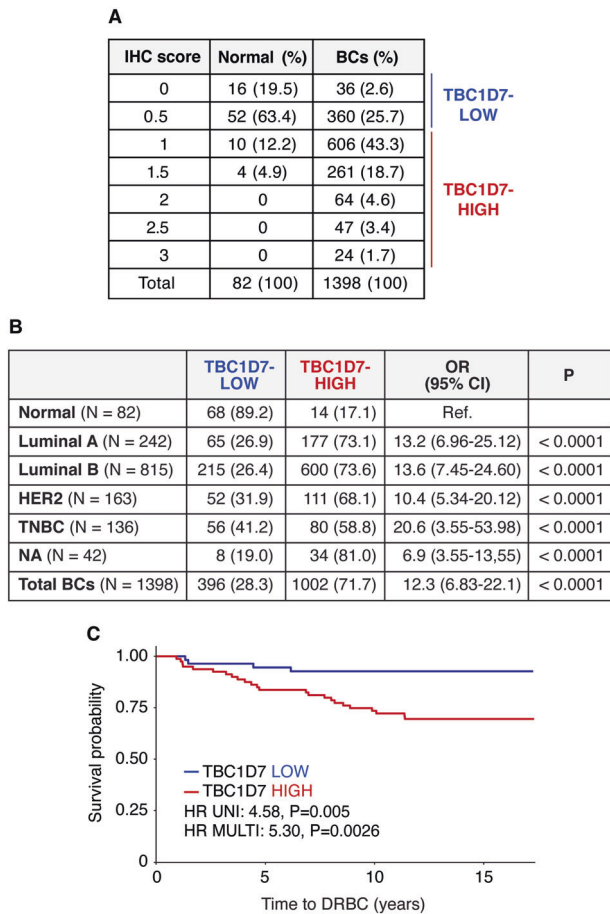 A
IHC score Normal (%) BCs (%)
0 16 (19.5) 36 (2.6)
0.5 52 (63.4) 360 (25.7)
1 10 (12.2) 606 (43.3)
1.5 4 (4.9) 261 (18.7)
2 0 64 (4.6)
2.5 0 47 (3.4)
3 0 24 (1.7)
Total 82 (100) 1398 (100)
TBC1D7-
LOW
TBC1D7-
HIGH
B
TBC1D7-
LOW
TBC1D7-
HIGH
OR
(95% CI)
P
Normal (N = 82) 68 (89.2) 14 (17.1) Ref.
Luminal A (N = 242) 65 (26.9) 177 (73.1) 13.2 (6.96-25.12) < 0.0001
Luminal B (N = 815) 215 (26.4) 600 (73.6) 13.6 (7.45-24.60) < 0.0001
HER2 (N = 163) 52 (31.9) 111 (68.1) 10.4 (5.34-20.12) < 0.0001
TNBC (N = 136) 56 (41.2) 80 (58.8) 20.6 (3.55-53.98) < 0.0001
NA (N = 42) 8 (19.0) 34 (81.0) 6.9 (3.55-13,55) < 0.0001
Total BCs (N = 1398) 396 (28.3) 1002 (71.7) 12.3 (6.83-22.1) < 0.0001
C
Survival probability
1.00
0.75
0.50
0.25
0
TBC1D7 LOW
TBC1D7 HIGH
HR UNI: 4.58, P=0.005
HR MULTI: 5.30, P=0.0026
0 5 10 15
Time to DRBC (years)